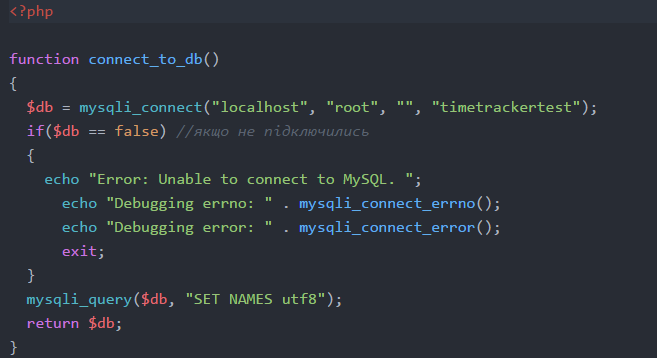 <?php
function connect_to_db()
{
$db = mysqli_connect("localhost", "root", "", "timetrackertest");
if($db == false) //якщо не підключились
{
echo "Error: Unable to connect to MySQL. ";
echo "Debugging errno: " . mysqli_connect_errno();
echo "Debugging error: " . mysqli_connect_error();
exit;
}
mysqli_query($db, "SET NAMES utf8");
return $db;
}